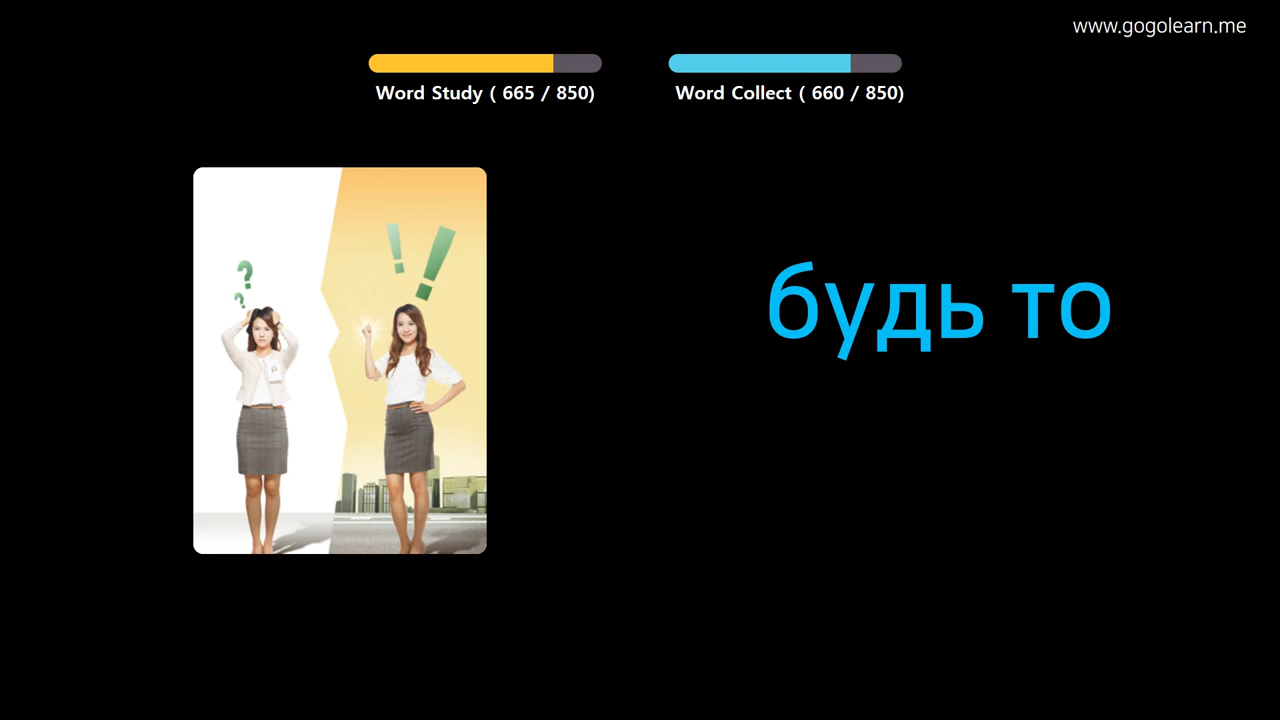 www.gogolearn.me
Word Study ( 665 / 850)
Word Collect ( 660 / 850)
? ?
! !
будь то